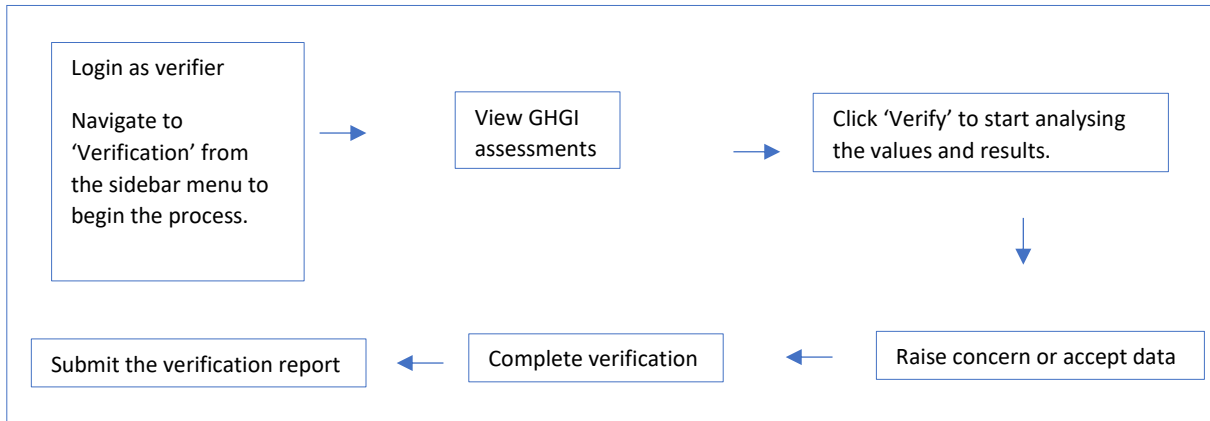 Login as verifier
Navigate to
‘Verification’ from
the sidebar menu to
begin the process.
View GHGI
assessments
Click ‘Verify’ to start analysing
the values and results.
Raise concern or accept data
Complete verification
Submit the verification report